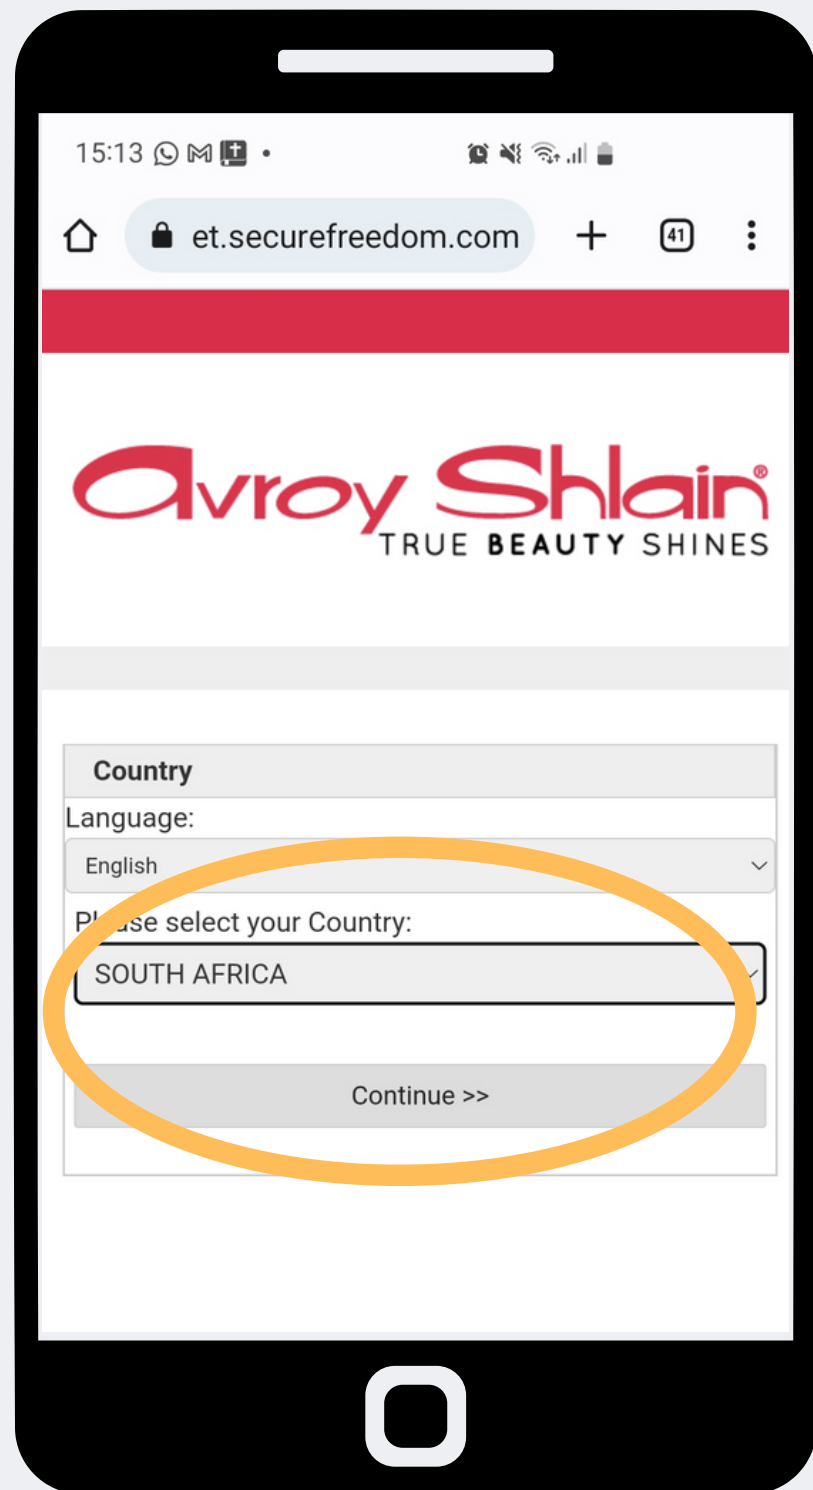 15:13
et.securefreedom.com
41
avroy Shlain®
TRUE BEAUTY SHINES
Country
Language:
English
Please select your Country:
SOUTH AFRICA
Continue >>